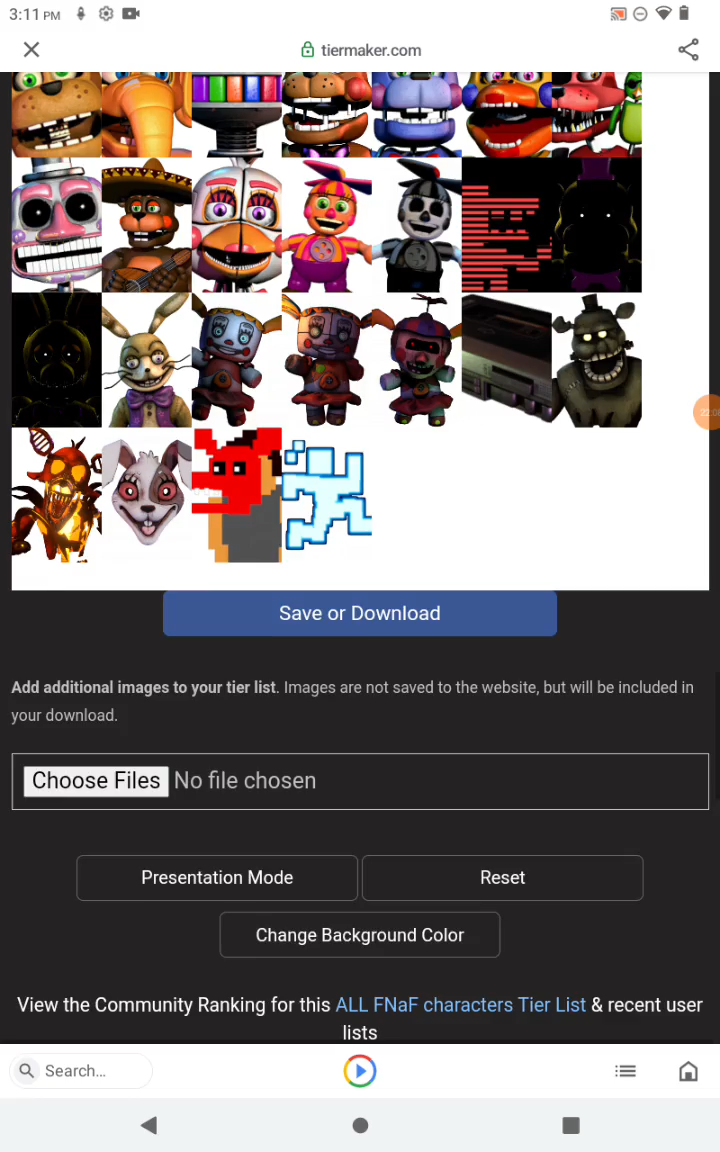 3:11 PM
tiermaker.com
22:08
Save or Download
Add additional images to your tier list. Images are not saved to the website, but will be included in
your download.
Choose Files No file chosen
Presentation Mode
Reset
Change Background Color
View the Community Ranking for this ALL FNaF characters Tier List & recent user
lists
Search...